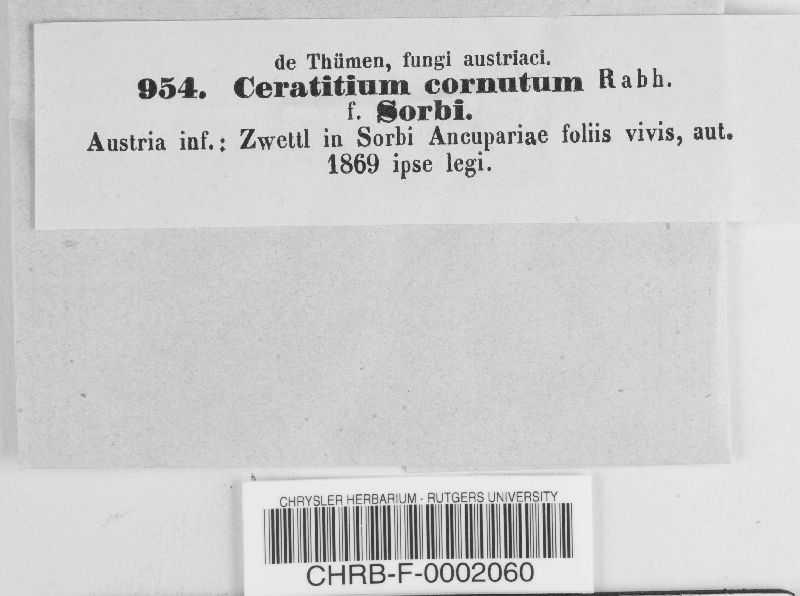 de Thümen, fungi austriaci.
954. Ceratitium cornutum Rabh.
f. Sorbi.
Austria inf.: Zwettl in Sorbi Ancupariae foliis vivis, aut.
1869 ipse legi.
CHRYSLER HERBARIUM - RUTGERS UNIVERSITY
CHRB-F-0002060